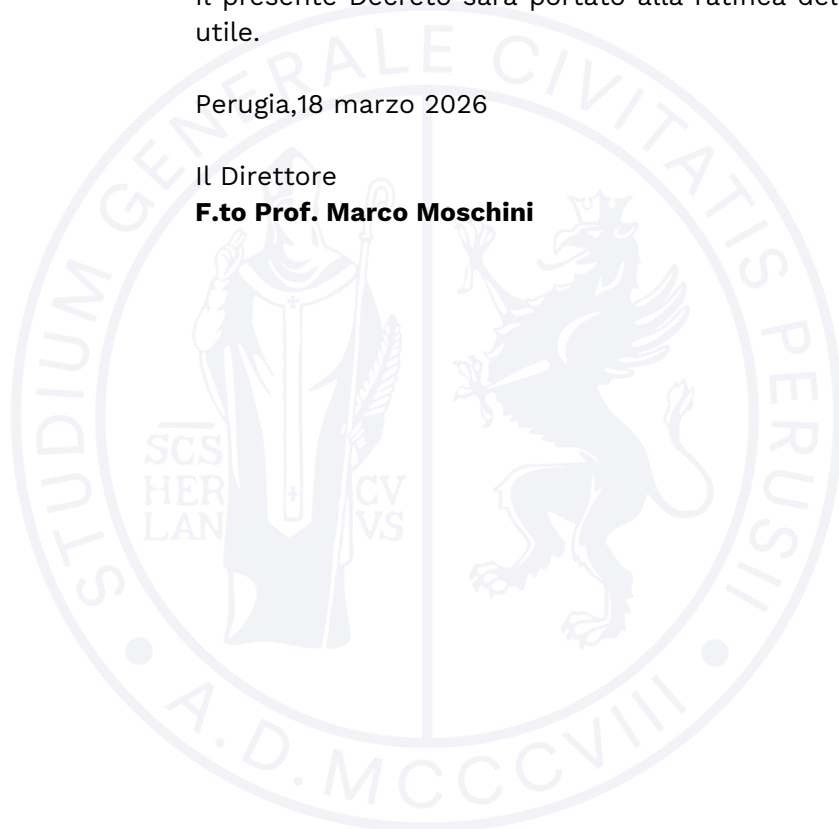 Il presente Decreto sarà portato alla ratifica del
utile.
Perugia,18 marzo 2026
Il Direttore
F.to Prof. Marco Moschini
STUDIUM GENERALE CIVITATIS PERUSII
SCS
HER
LAN
CV
VS
A.D.MCCCVIII